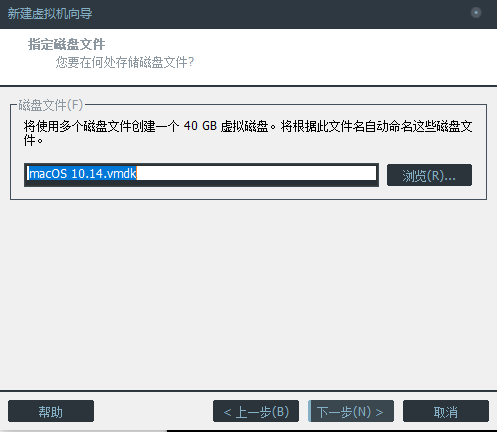 新建虚拟机向导
指定磁盘文件
您要在何处存储磁盘文件?
磁盘文件(F)
将使用多个磁盘文件创建一个 40 GB 虚拟磁盘。将根据此文件名自动命名这些磁盘文
件。
macOS 10.14.vmdk
浏览(R)...
帮助
< 上一步(B)
下一步(N) >
取消